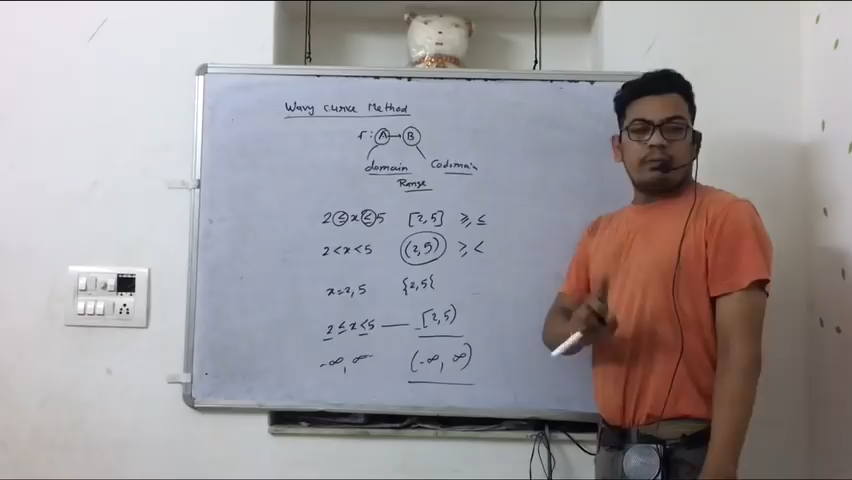 Wavy curve Method
f: A → B
domain Codomain
Range
2 ≤ x ≤ 5 [2,5] ≥, ≤
2 < x < 5 (2,5) ≥, <
x = 2, 5 {2,5{
2 ≤ x < 5 — [2,5)
-∞, ∞ (-∞, ∞)